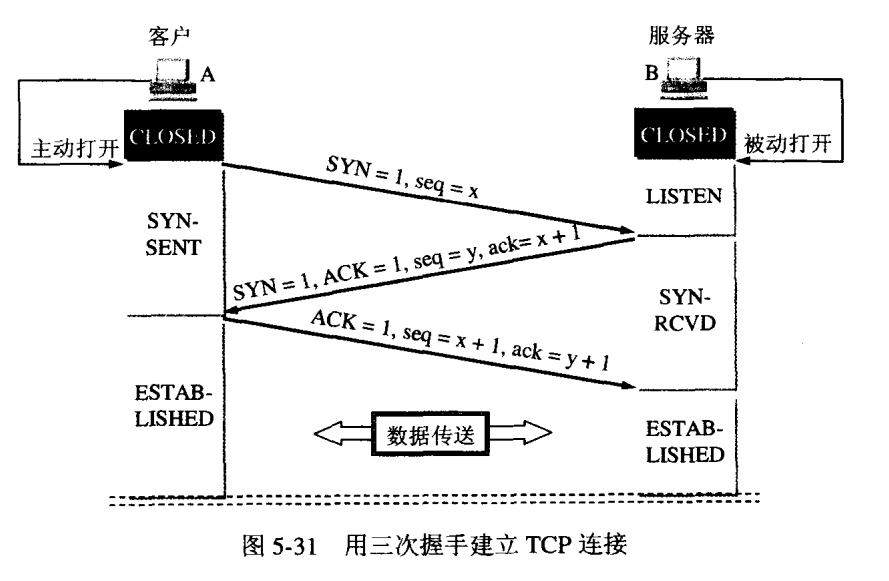 客户
服务器
A
B
CLOSED
CLOSED
主动打开
被动打开
SYN = 1, seq = x
LISTEN
SYN-
SENT
SYN = 1, ACK = 1, seq = y, ack= x + 1
SYN-
RCVD
ACK = 1, seq = x + 1, ack = y + 1
ESTAB-
LISHED
数据传送
ESTAB-
LISHED
图 5-31 用三次握手建立 TCP 连接